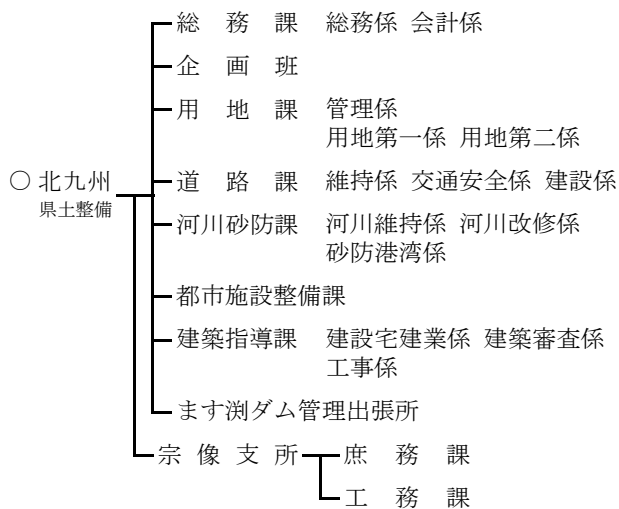 総務課 総務係 会計係
企画班
用地課 管理係
用地第一係 用地第二係
○北九州
県土整備
道路課 維持係 交通安全係 建設係
河川砂防課 河川維持係 河川改修係
砂防港湾係
都市施設整備課
建築指導課 建設宅建業係 建築審査係
工事係
ます渕ダム管理出張所
宗像支所 庶務課
工務課